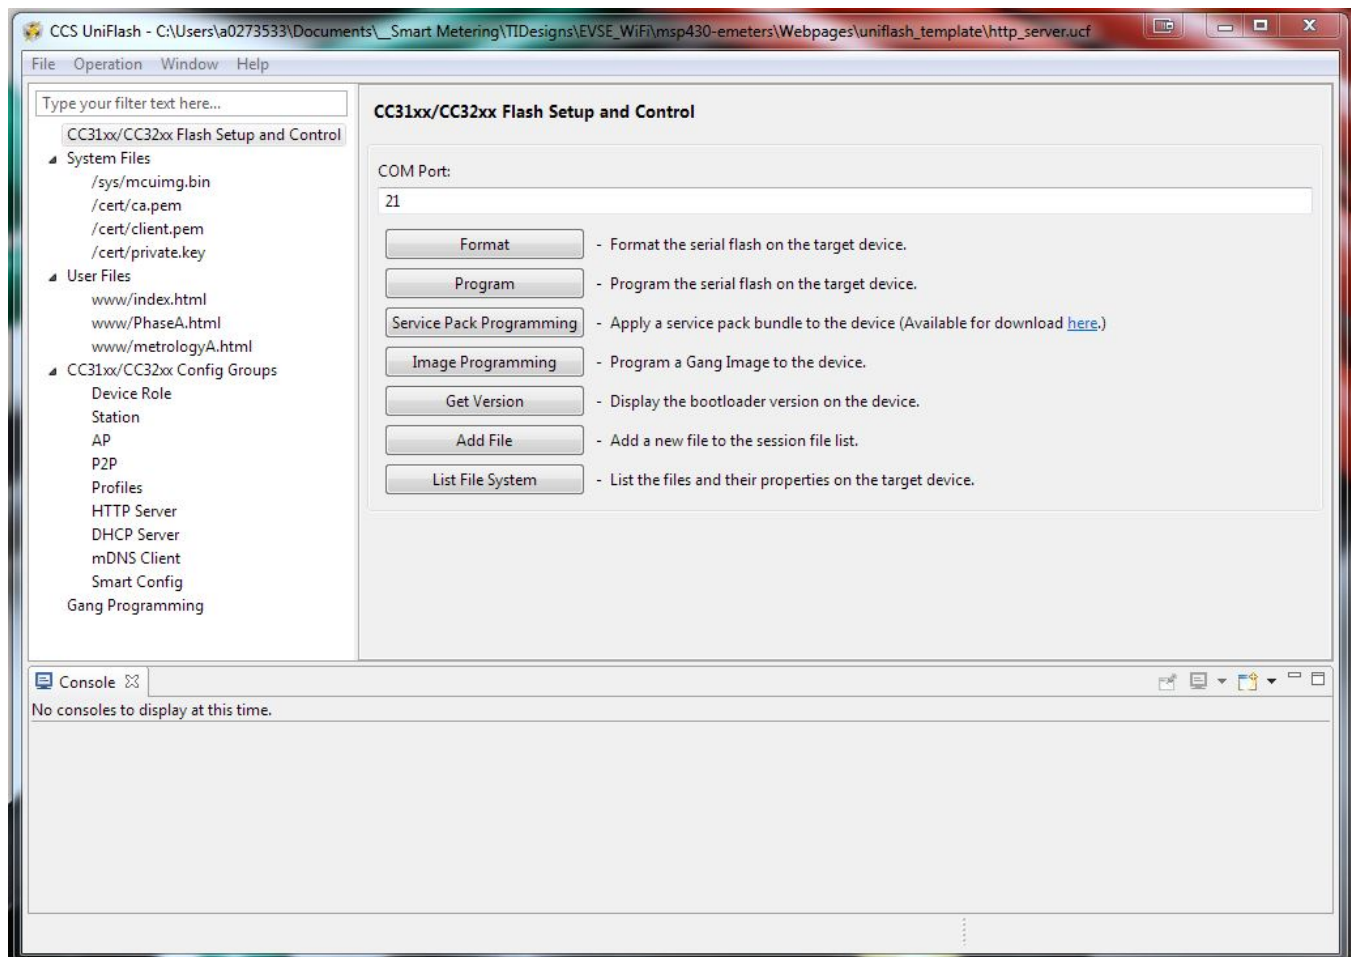 CCS UniFlash - C:\Users\a0273533\Documents\__Smart Metering\TIDesigns\EVSE_WiFi\msp430-emeters\Webpages\uniflash_template\http_server.ucf
File Operation Window Help
Type your filter text here...
CC31xx/CC32xx Flash Setup and Control
System Files
/sys/mcuimg.bin
/cert/ca.pem
/cert/client.pem
/cert/private.key
User Files
www/index.html
www/PhaseA.html
www/metrologyA.html
CC31xx/CC32xx Config Groups
Device Role
Station
AP
P2P
Profiles
HTTP Server
DHCP Server
mDNS Client
Smart Config
Gang Programming
CC31xx/CC32xx Flash Setup and Control
COM Port:
21
Format - Format the serial flash on the target device.
Program - Program the serial flash on the target device.
Service Pack Programming - Apply a service pack bundle to the device (Available for download here.)
Image Programming - Program a Gang Image to the device.
Get Version - Display the bootloader version on the device.
Add File - Add a new file to the session file list.
List File System - List the files and their properties on the target device.
Console
No consoles to display at this time.